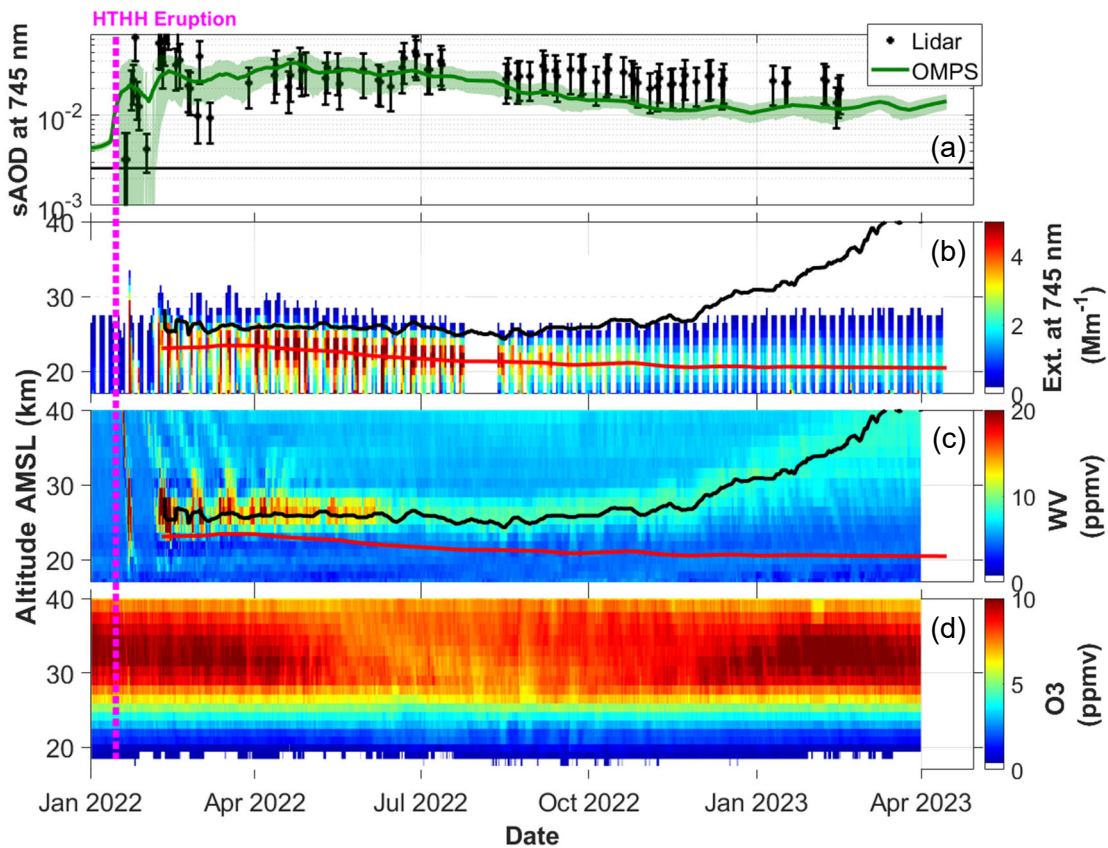 HTHH Eruption
Lidar
OMPS
sAOD at 745 nm
10^-2
10^-3
(a)
40
30
20
(b)
4
2
0
Ext. at 745 nm
(Mm^-1)
Altitude AMSL (km)
40
30
20
(c)
20
10
0
WV
(ppmv)
40
30
20
(d)
10
5
0
O3
(ppmv)
Jan 2022
Apr 2022
Jul 2022
Oct 2022
Jan 2023
Apr 2023
Date